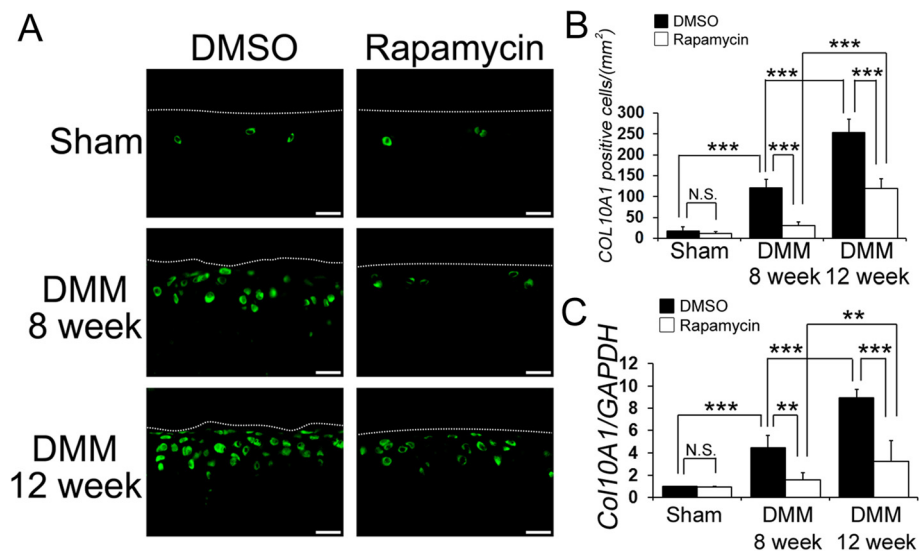 A
DMSO
Rapamycin
Sham
DMM
8 week
DMM
12 week
B
DMSO
Rapamycin
COL10A1 positive cells/(mm²)
300
250
200
150
100
50
0
***
***
***
***
***
N.S.
Sham
DMM
8 week
DMM
12 week
C
DMSO
Rapamycin
Col10A1/GAPDH
12
10
8
6
4
2
0
**
***
***
***
**
N.S.
Sham
DMM
8 week
DMM
12 week